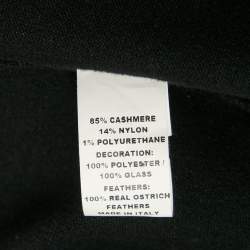 85% CASHMERE
14% NYLON
1% POLYURETHANE
DECORATION:
100% POLYESTER /
100% GLASS
FEATHERS:
100% REAL OSTRICH
FEATHERS
MADE IN ITALY